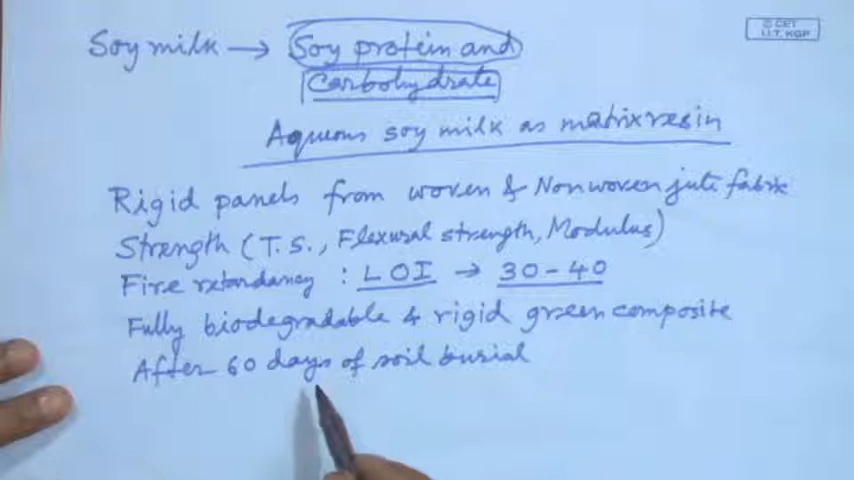 © CET
I.I.T. KGP
Soy milk → Soy protein and
Carbohydrate
Aqueous soy milk as matrix resin
Rigid panels from woven & Nonwoven jute fabric
Strength (T.S., Flexural strength, Modulus)
Fire retardancy : LOI → 30-40
Fully biodegradable & rigid green composite
After 60 days of soil burial